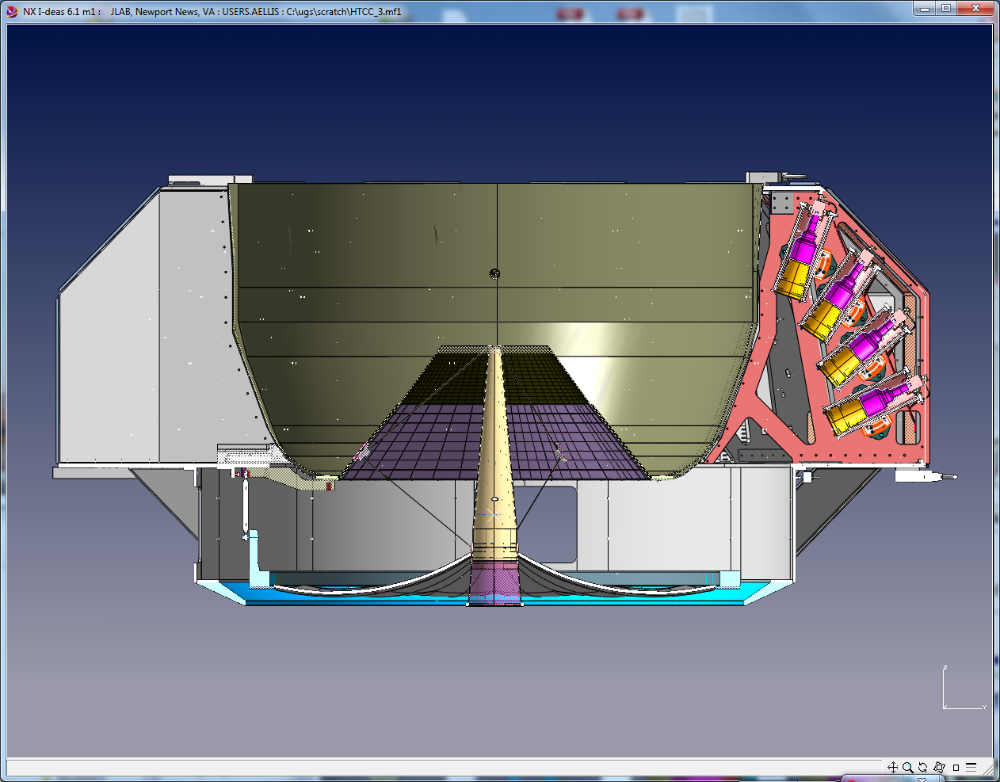 NX I-deas 6.1 m1 : JLAB, Newport News, VA : USERS.AELLIS : C:\ugs\scratch\HTCC_3.mf1
Z
X
Y